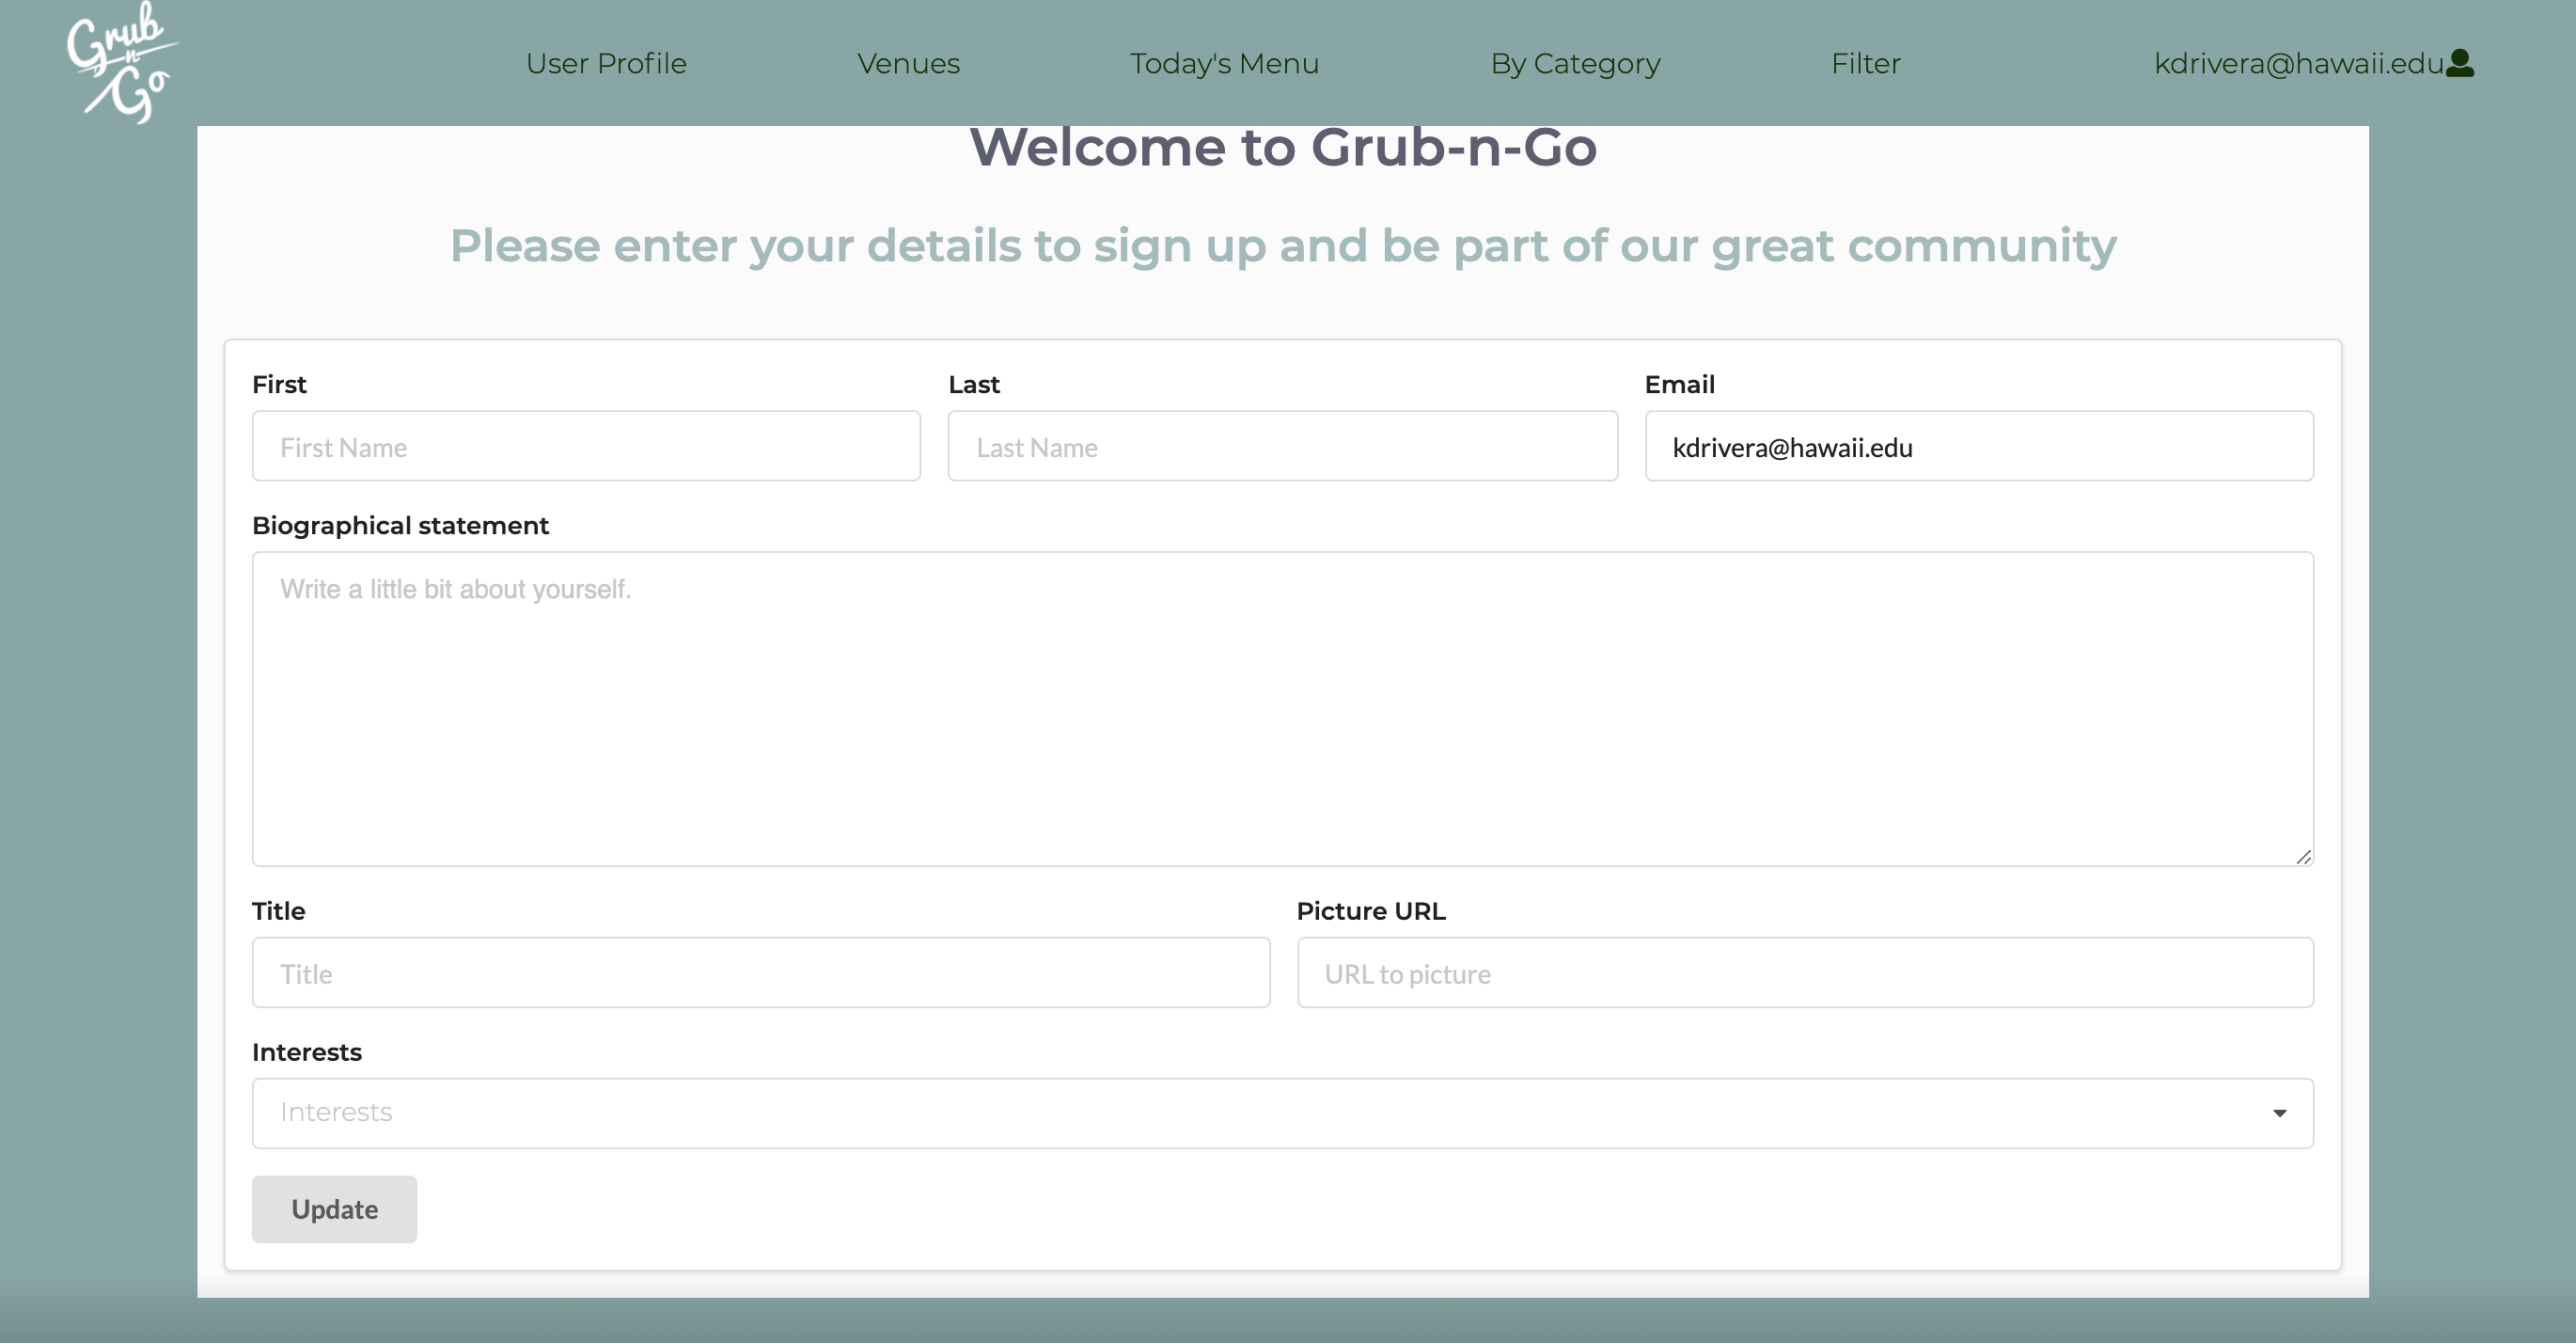 Grub
n
Go
User Profile
Venues
Today's Menu
By Category
Filter
kdrivera@hawaii.edu
Welcome to Grub-n-Go
Please enter your details to sign up and be part of our great community
First
Last
Email
First Name
Last Name
kdrivera@hawaii.edu
Biographical statement
Write a little bit about yourself.
Title
Picture URL
Title
URL to picture
Interests
Interests
Update